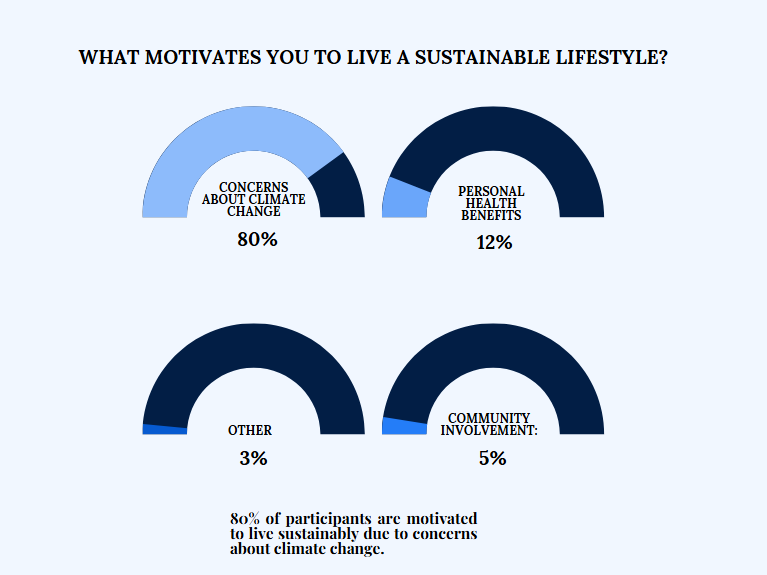 WHAT MOTIVATES YOU TO LIVE A SUSTAINABLE LIFESTYLE?
CONCERNS
ABOUT CLIMATE
CHANGE
80%
PERSONAL
HEALTH
BENEFITS
12%
OTHER
3%
COMMUNITY
INVOLVEMENT:
5%
80% of participants are motivated
to live sustainably due to concerns
about climate change.